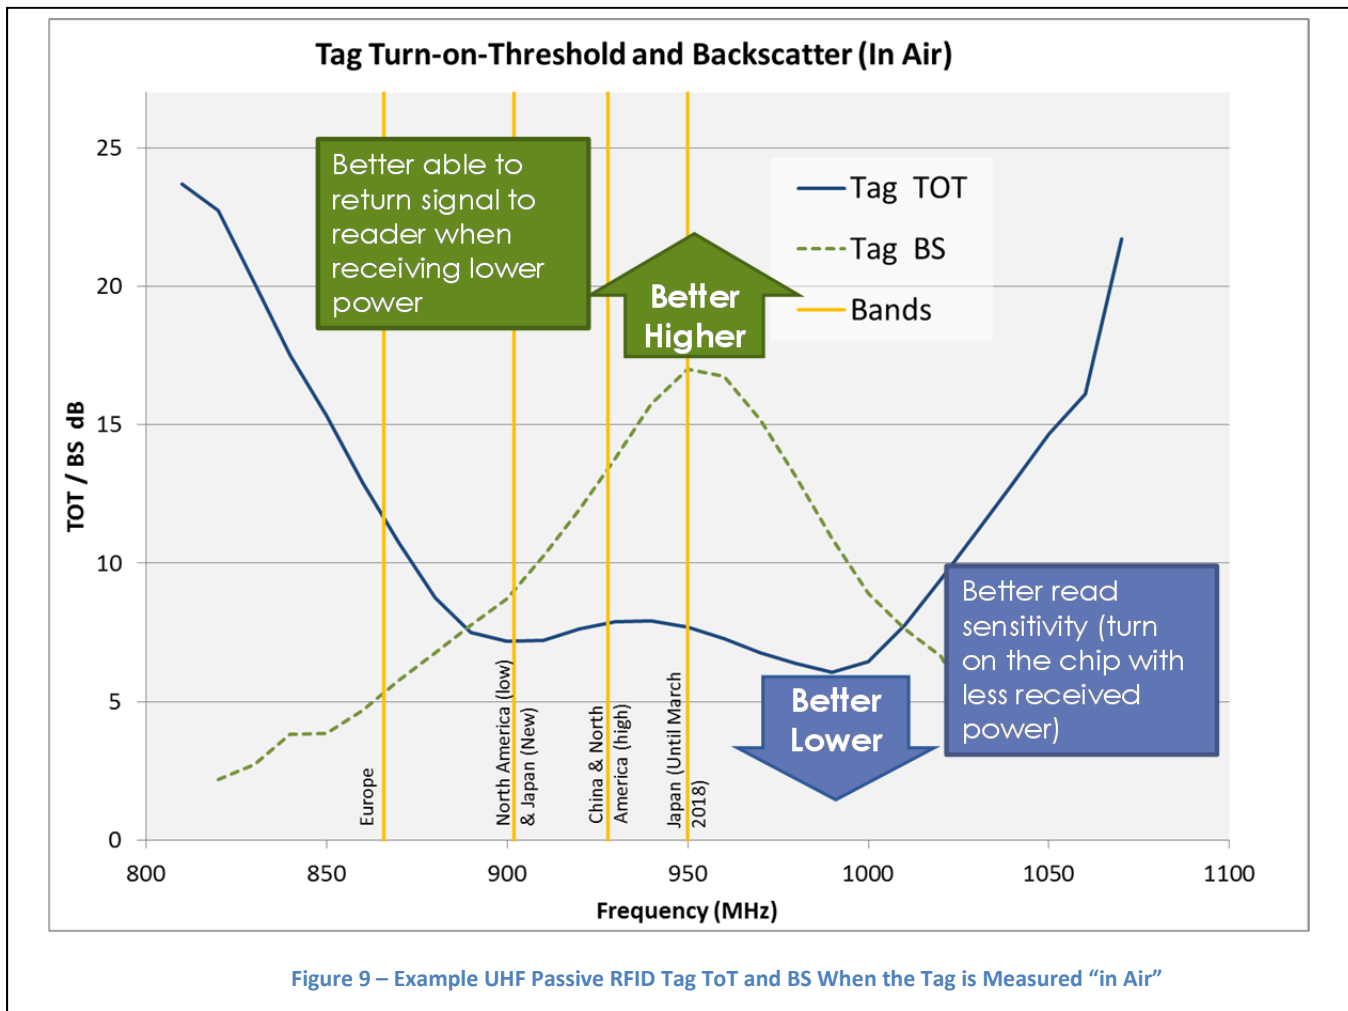 Tag Turn-on-Threshold and Backscatter (In Air)
25
20
15
10
5
0
TOT / BS dB
Better able to
return signal to
reader when
receiving lower
power
Better
Higher
Tag TOT
Tag BS
Bands
Better read
sensitivity (turn
on the chip with
less received
power)
Better
Lower
Europe
North America (low)
& Japan (New)
China & North
America (high)
Japan (Until March
2018)
800
850
900
950
1000
1050
1100
Frequency (MHz)
Figure 9 – Example UHF Passive RFID Tag ToT and BS When the Tag is Measured “in Air”